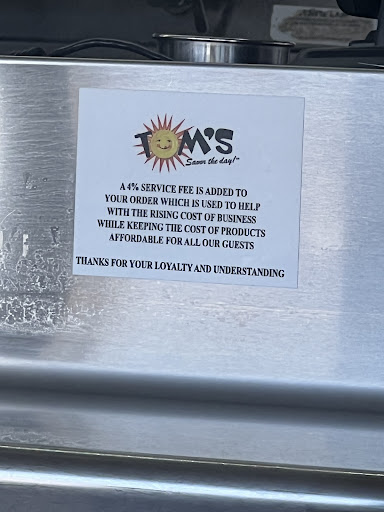 TOM'S
Savor the day!™
A 4% SERVICE FEE IS ADDED TO
YOUR ORDER WHICH IS USED TO HELP
WITH THE RISING COST OF BUSINESS
WHILE KEEPING THE COST OF PRODUCTS
AFFORDABLE FOR ALL OUR GUESTS
THANKS FOR YOUR LOYALTY AND UNDERSTANDING